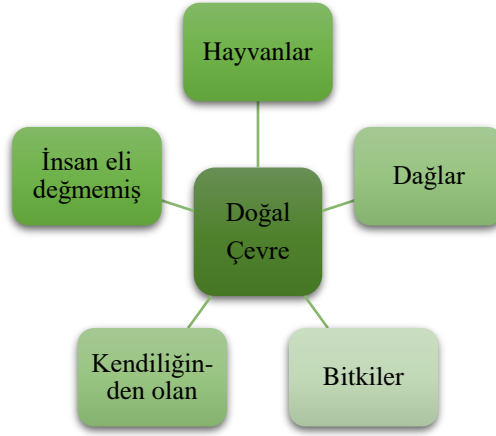 Hayvanlar
İnsan eli
değmemiş
Dağlar
Doğal
Çevre
Kendiliğin-
den olan
Bitkiler